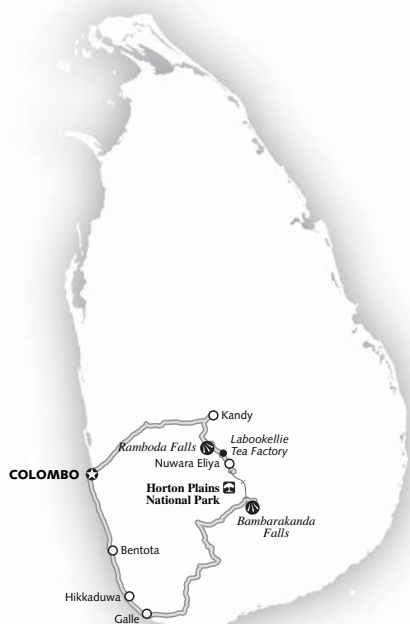 Kandy
Ramboda Falls
Labookellie
Tea Factory
Nuwara Eliya
COLOMBO
Horton Plains
National Park
Bambarakanda
Falls
Bentota
Hikkaduwa
Galle